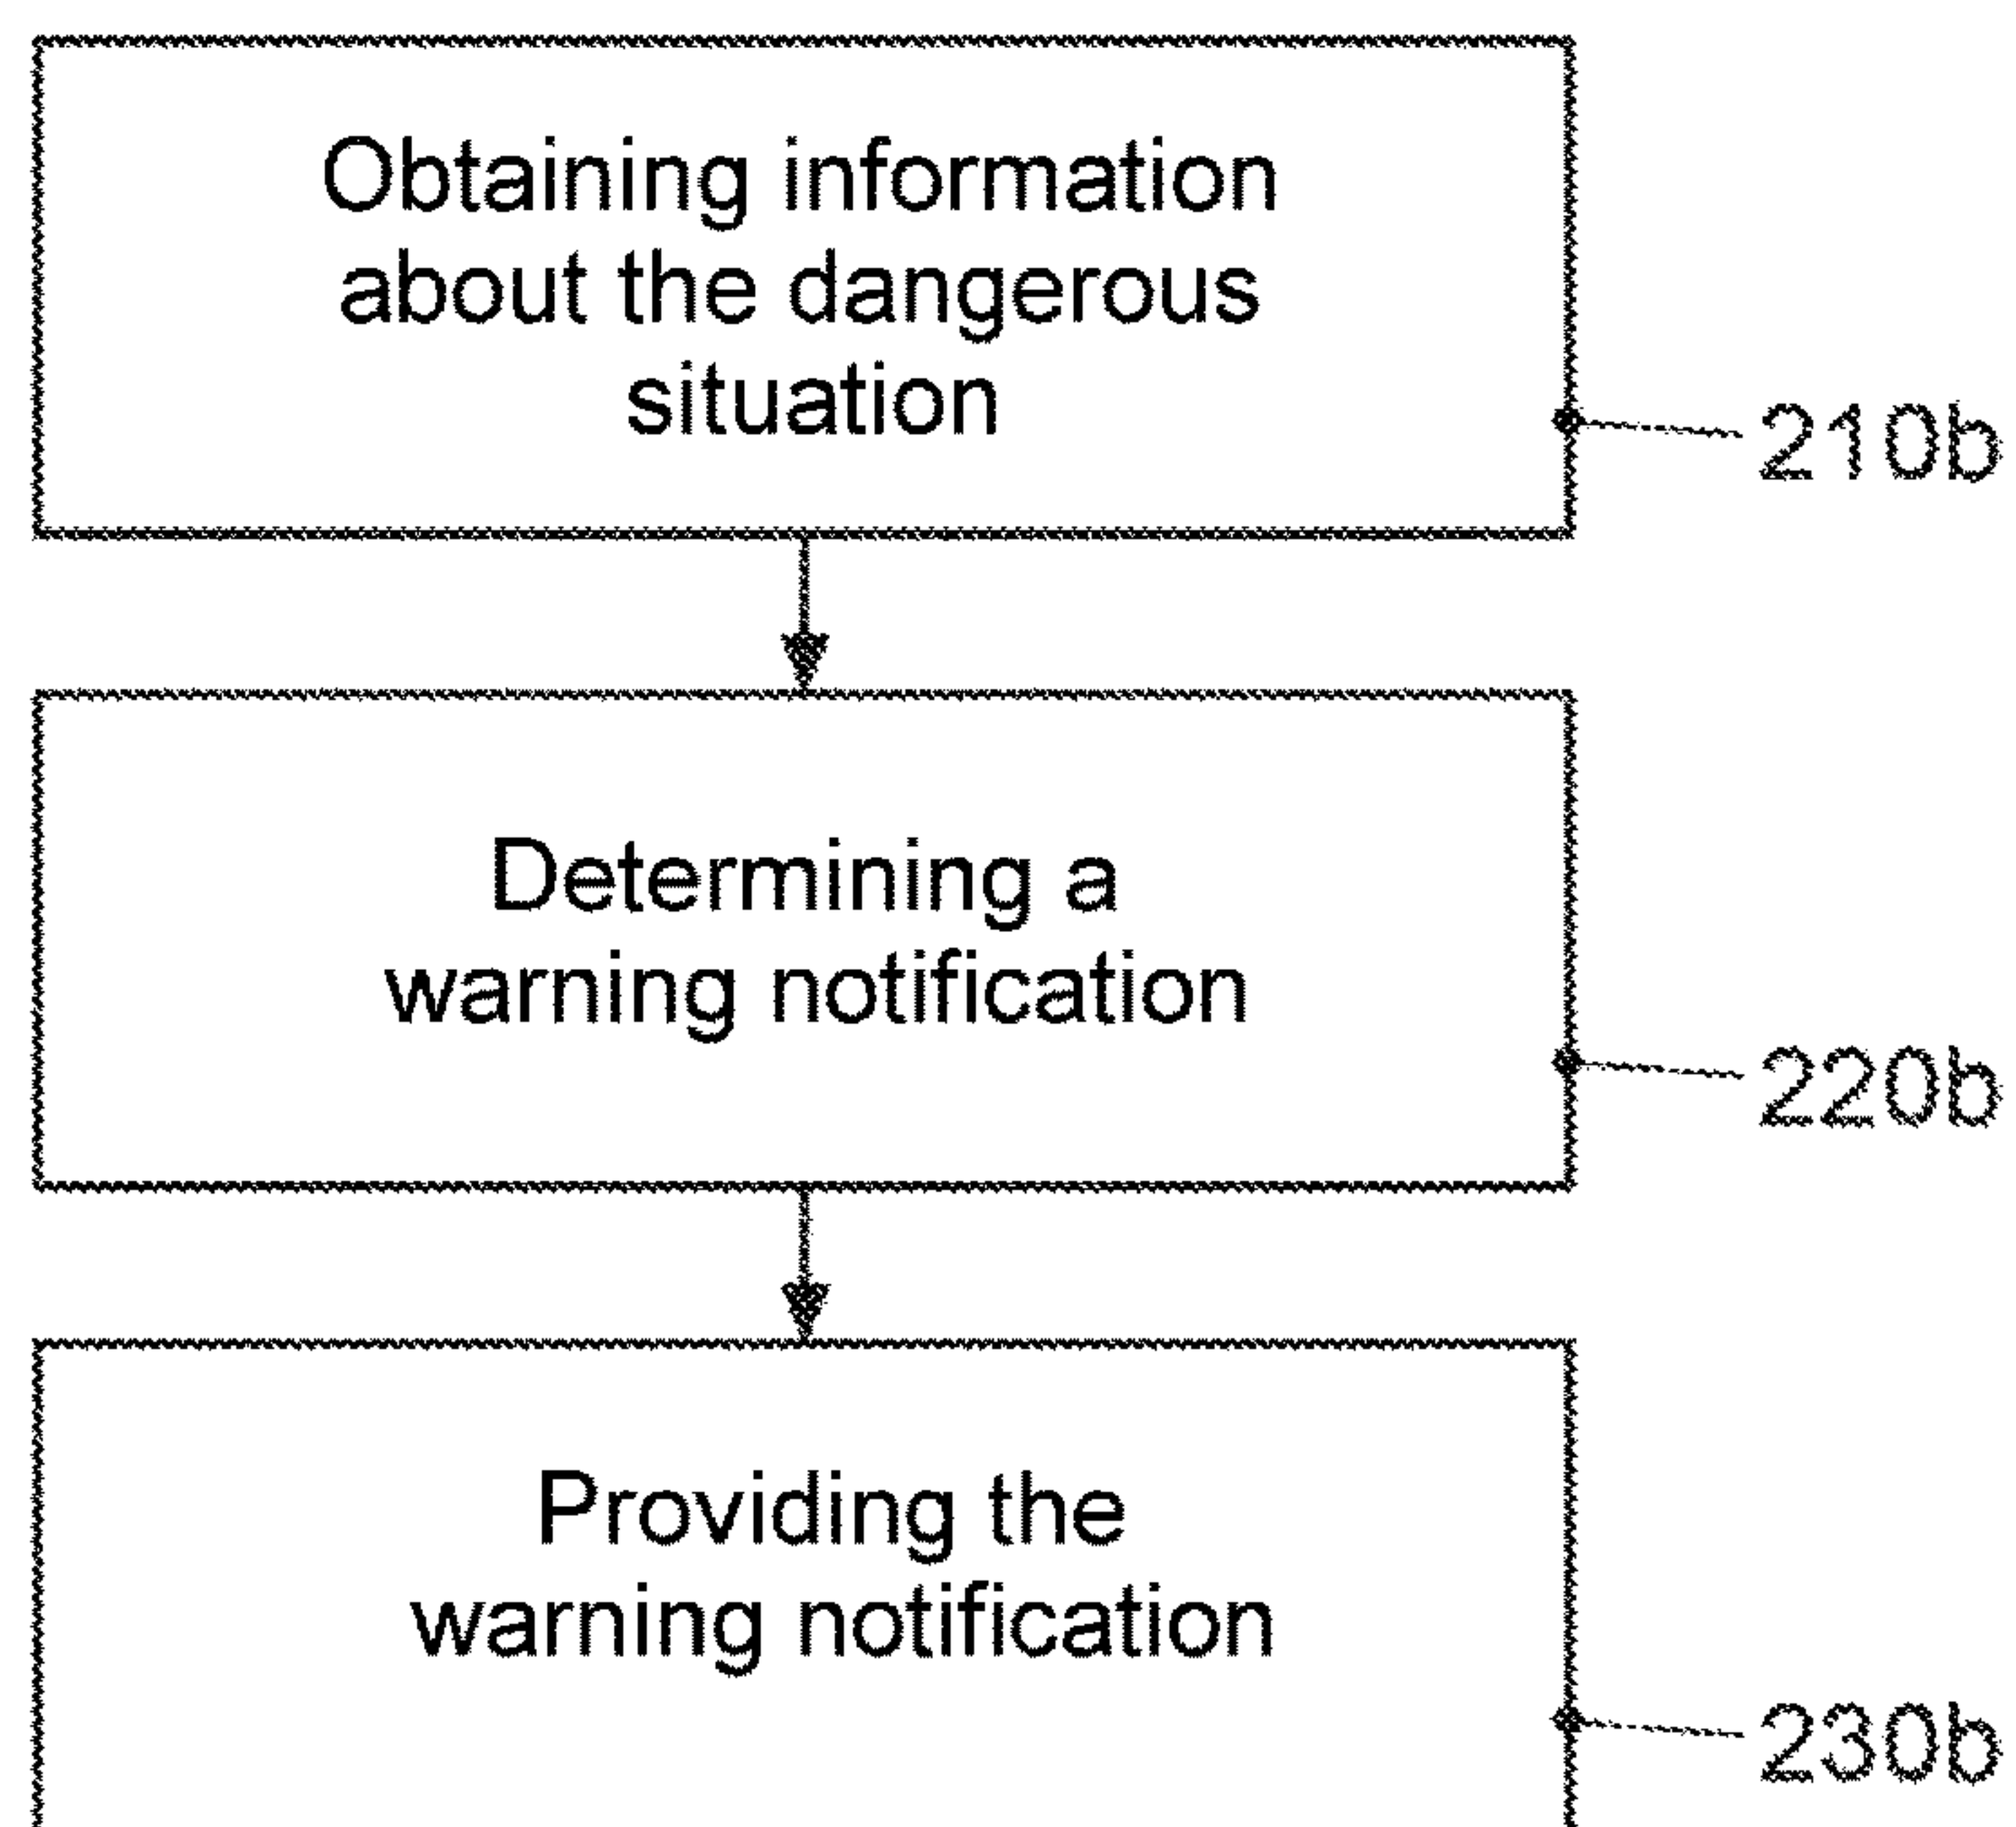 Obtaining information
about the dangerous
situation
210b
Determining a
warning notification
220b
Providing the
warning notification
230b